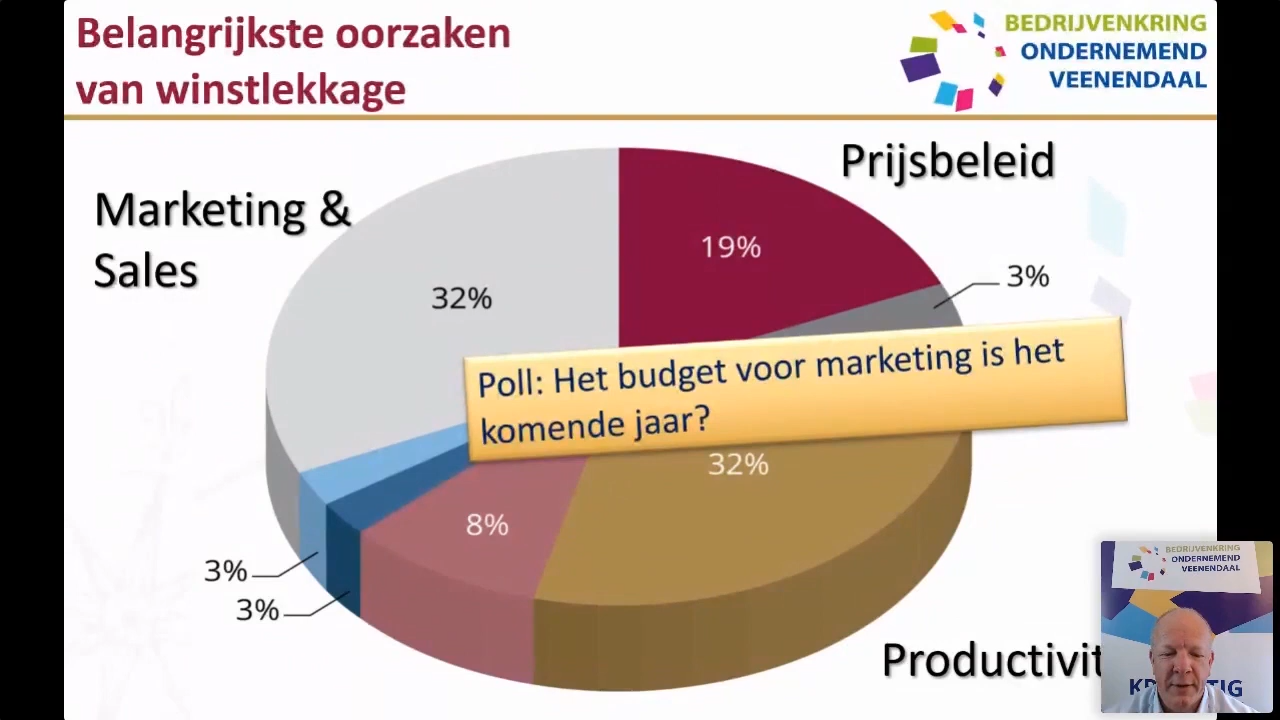 Belangrijkste oorzaken
van winstlekkage
BEDRIJVENKRING
ONDERNEMEND
VEENENDAAL
Prijsbeleid
Marketing &
Sales
19%
3%
32%
Poll: Het budget voor marketing is het
komende jaar?
32%
8%
3%
3%
Productivit
BEDRIJVENKRING
ONDERNEMEND
VEENENDAAL